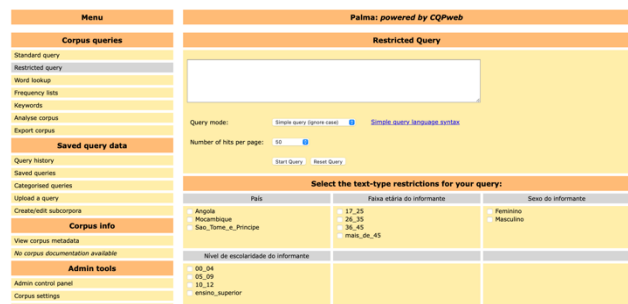 Menu
Corpus queries
Standard query
Restricted query
Word lookup
Frequency lists
Keywords
Analyse corpus
Export corpus
Saved query data
Query history
Saved queries
Categorised queries
Upload a query
Create/edit subcorpora
Corpus info
View corpus metadata
No corpus documentation available
Admin tools
Admin control panel
Corpus settings
Palma: powered by CQPweb
Restricted Query
Query mode: Simple query (ignore case) Simple query language syntax
Number of hits per page: 50
Start Query Reset Query
Select the text-type restrictions for your query:
País Faixa etária do informante Sexo do informante
Angola 17_25 Feminino
Mocambique 26_35 Masculino
Sao_Tome_e_Principe 36_45
mais_de_45
Nível de escolaridade do informante
00_04
05_09
10_12
ensino_superior